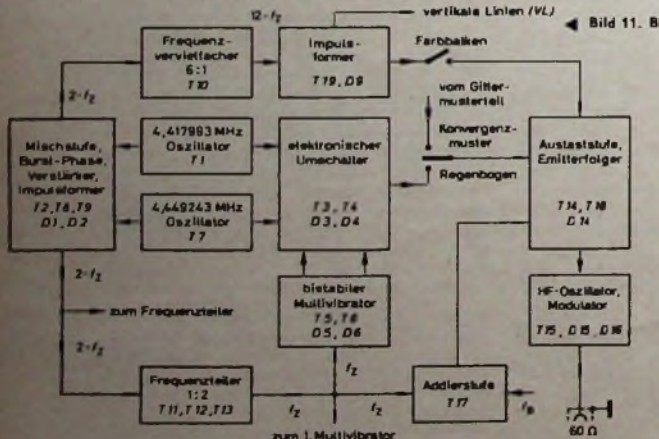 12·fz
vertikale Linien (VL)
◄ Bild 11. B
Frequenz-
vervielfacher
6:1
T10
Impuls-
former
T19, D9
Farbbalken
2·fz
vom Gitter-
musterteil
Mischstufe,
Burst-Phase,
Verstärker,
Impulsformer
T2, T6, T9
D1, D2
4,417983 MHz
Oszillator
T1
elektronischer
Umschalter
T3, T4
D3, D4
Konvergenz-
muster
Regenbogen
Austaststufe,
Emitterfolger
T14, T18
D14
4,449243 MHz
Oszillator
T7
2·fz
zum Frequenzteiler
bistabiler
Multivibrator
T5, T8
D5, D6
HF-Oszillator,
Modulator
T15, D15, D16
2·fz
fz
Frequenzteiler
1:2
T11, T12, T13
fz
fz
Addierstufe
T17
fB
60 Ω
zum 1. Multivibrator